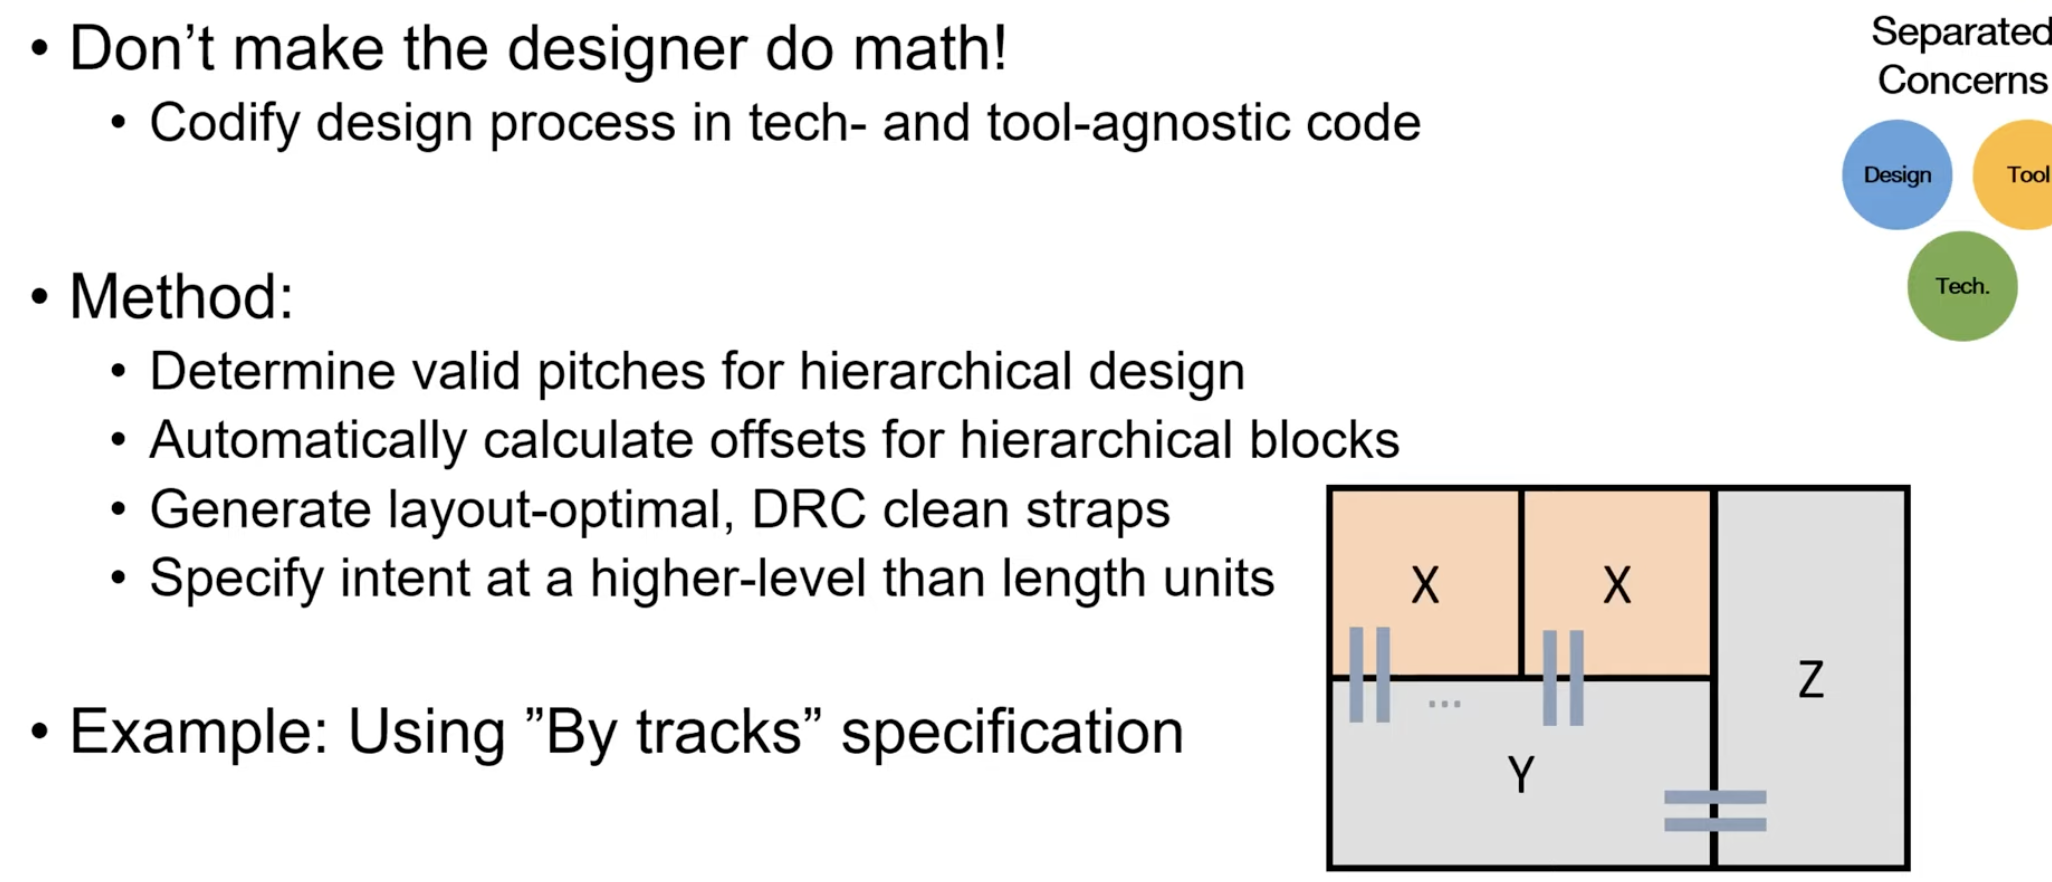 • Don’t make the designer do math!
• Codify design process in tech- and tool-agnostic code
Separated
Concerns
Design
Tool
Tech.
• Method:
• Determine valid pitches for hierarchical design
• Automatically calculate offsets for hierarchical blocks
• Generate layout-optimal, DRC clean straps
• Specify intent at a higher-level than length units
• Example: Using ”By tracks” specification
X
X
...
Y
Z